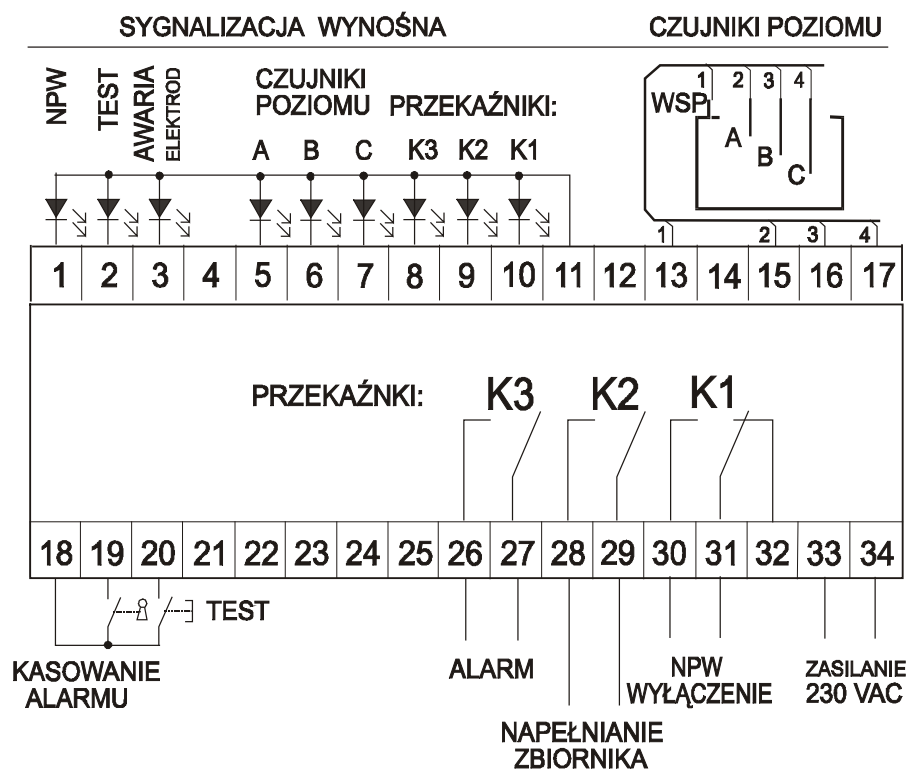 SYGNALIZACJA WYNOŚNA
CZUJNIKI POZIOMU
NPW
TEST
AWARIA
ELEKTROD
CZUJNIKI
POZIOMU
PRZEKAŹNIKI:
A B C K3 K2 K1
1 2 3 4
WSP
A
B
C
1 2 3 4
1 2 3 4 5 6 7 8 9 10 11 12 13 14 15 16 17
PRZEKAŹNKI:
K3 K2 K1
18 19 20 21 22 23 24 25 26 27 28 29 30 31 32 33 34
TEST
KASOWANIE
ALARMU
ALARM
NAPEŁNIANIE
ZBIORNIKA
NPW
WYŁĄCZENIE
ZASILANIE
230 VAC